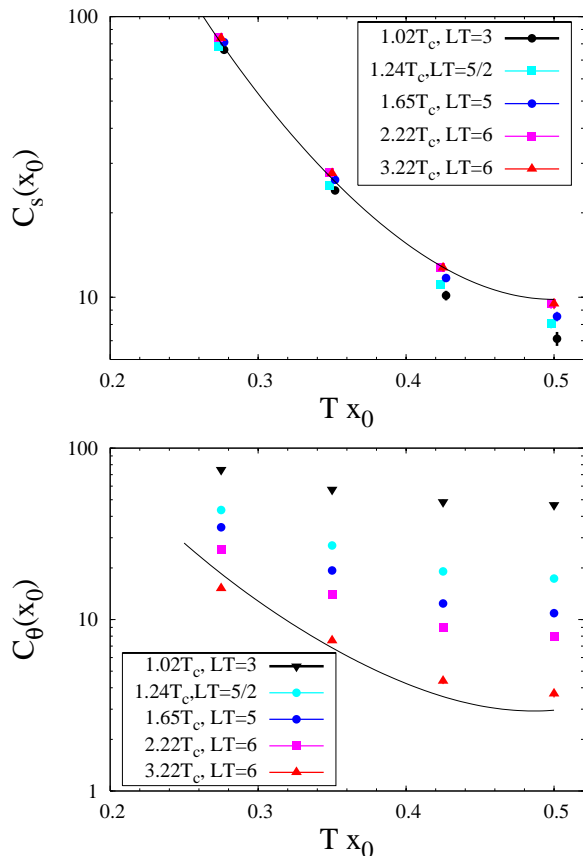 100
10
C_s(x_0)
1.02T_c, LT=3
1.24T_c,LT=5/2
1.65T_c, LT=5
2.22T_c, LT=6
3.22T_c, LT=6
0.2 0.3 0.4 0.5
T x_0
100
10
1
C_θ(x_0)
1.02T_c, LT=3
1.24T_c,LT=5/2
1.65T_c, LT=5
2.22T_c, LT=6
3.22T_c, LT=6
0.2 0.3 0.4 0.5
T x_0